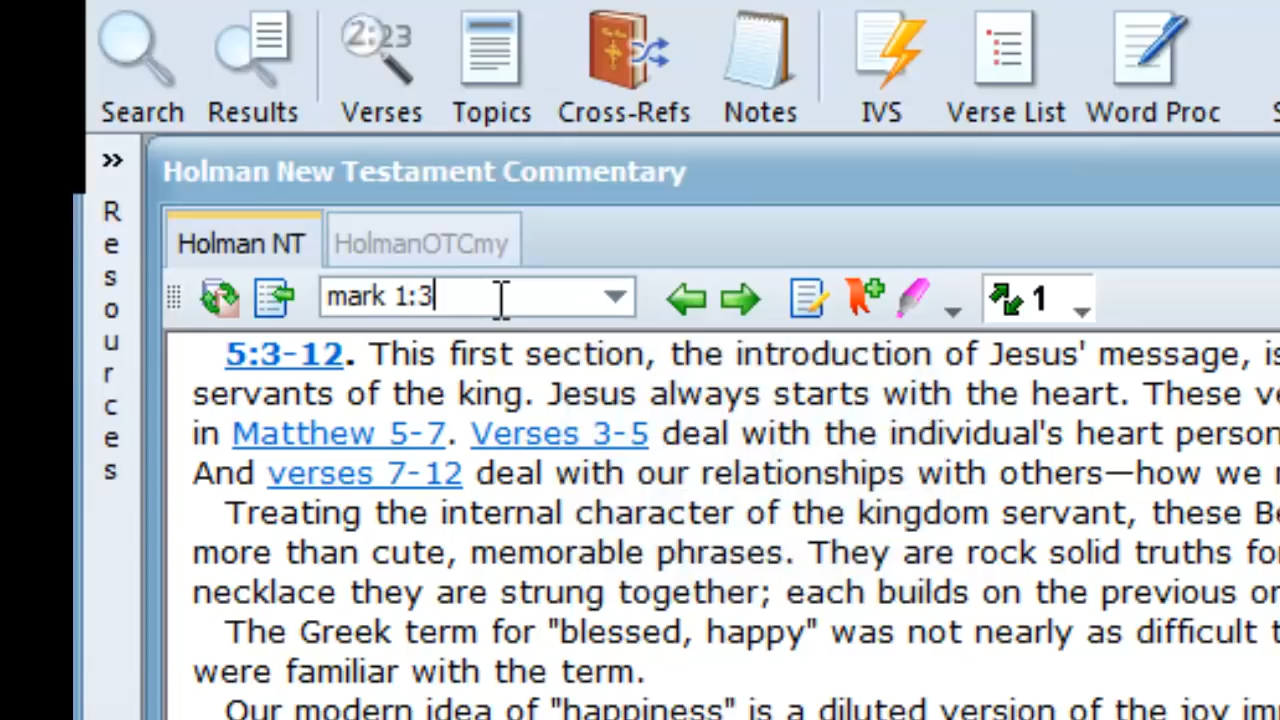 2:23
Search Results Verses Topics Cross-Refs Notes IVS Verse List Word Proc
»
Resources
Holman New Testament Commentary
Holman NT HolmanOTCmy
mark 1:3 1
5:3-12. This first section, the introduction of Jesus' message, is
servants of the king. Jesus always starts with the heart. These
in Matthew 5-7. Verses 3-5 deal with the individual's heart
And verses 7-12 deal with our relationships with others—how we
Treating the internal character of the kingdom servant, these
more than cute, memorable phrases. They are rock solid truths
necklace they are strung together; each builds on the previous
The Greek term for "blessed, happy" was not nearly as difficult
were familiar with the term.
Our modern idea of "happiness" is a diluted version of the joy